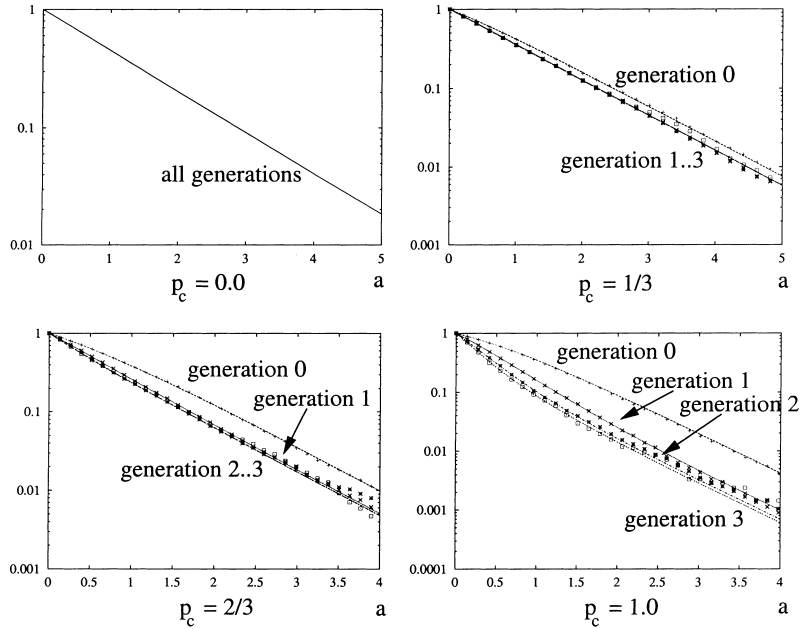 1
0.1
0.01
all generations
0 1 2 3 4 5
p_c = 0.0 a
1
0.1
0.01
0.001
generation 0
generation 1..3
0 1 2 3 4 5
p_c = 1/3 a
1
0.1
0.01
0.001
generation 0
generation 1
generation 2..3
0 0.5 1 1.5 2 2.5 3 3.5 4
p_c = 2/3 a
1
0.1
0.01
0.001
0.0001
generation 0
generation 1
generation 2
generation 3
0 0.5 1 1.5 2 2.5 3 3.5 4
p_c = 1.0 a